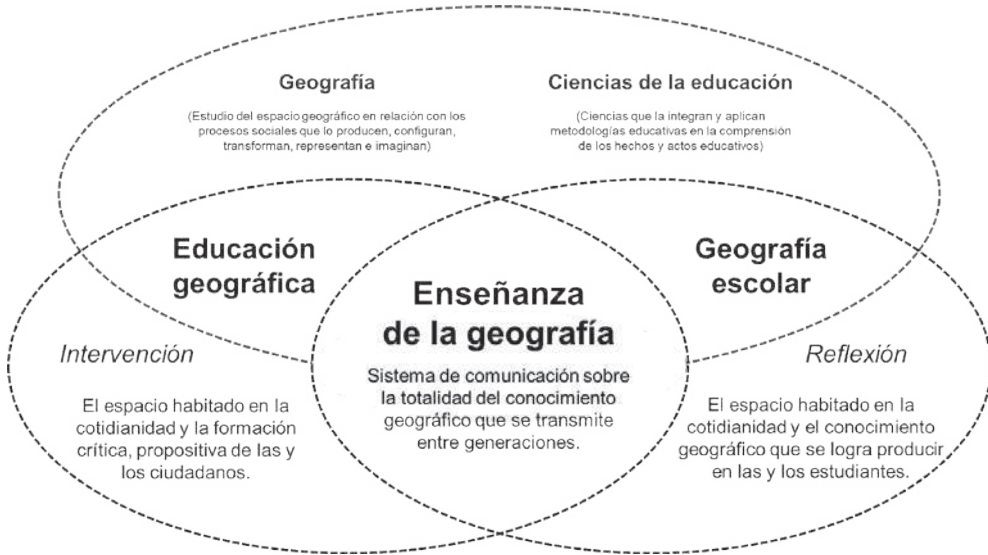 Geografía
(Estudio del espacio geográfico en relación con los
procesos sociales que lo producen, configuran,
transforman, representan e imaginan)
Ciencias de la educación
(Ciencias que la integran y aplican
metodologías educativas en la comprensión
de los hechos y actos educativos)
Educación
geográfica
Intervención
El espacio habitado en la
cotidianidad y la formación
crítica, propositiva de las y
los ciudadanos.
Enseñanza
de la geografía
Sistema de comunicación sobre
la totalidad del conocimiento
geográfico que se transmite
entre generaciones.
Geografía
escolar
Reflexión
El espacio habitado en la
cotidianidad y el conocimiento
geográfico que se logra producir
en las y los estudiantes.